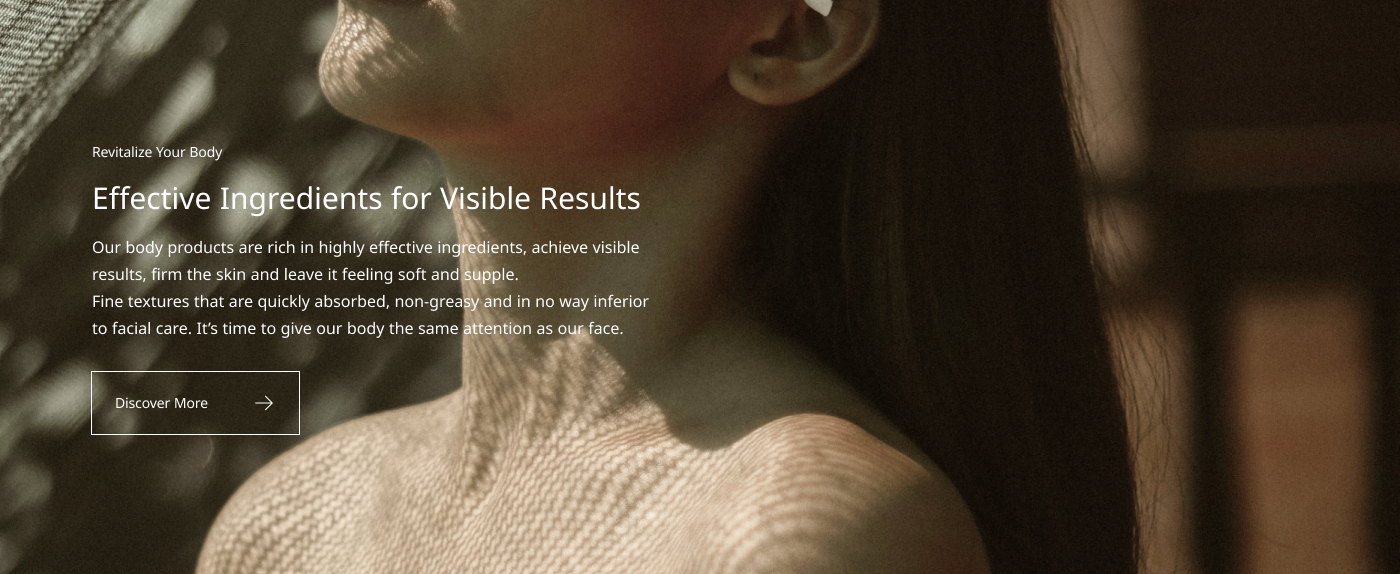 Revitalize Your Body
Effective Ingredients for Visible Results
Our body products are rich in highly effective ingredients, achieve visible
results, firm the skin and leave it feeling soft and supple.
Fine textures that are quickly absorbed, non-greasy and in no way inferior
to facial care. It’s time to give our body the same attention as our face.
Discover More